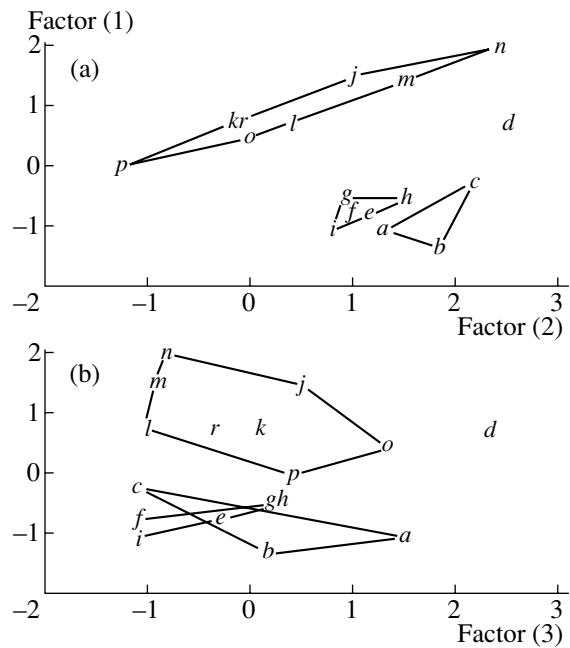 Factor (1)
2
n
(a)
j
m
1
kr
l
d
o
0
p
c
g
h
f
e
–1
i
a
b
–2
–1
0
1
2
3
Factor (2)
2
n
(b)
m
j
1
l
r
k
d
o
0
p
c
gh
f
e
–1
i
a
b
–2
–1
0
1
2
3
Factor (3)